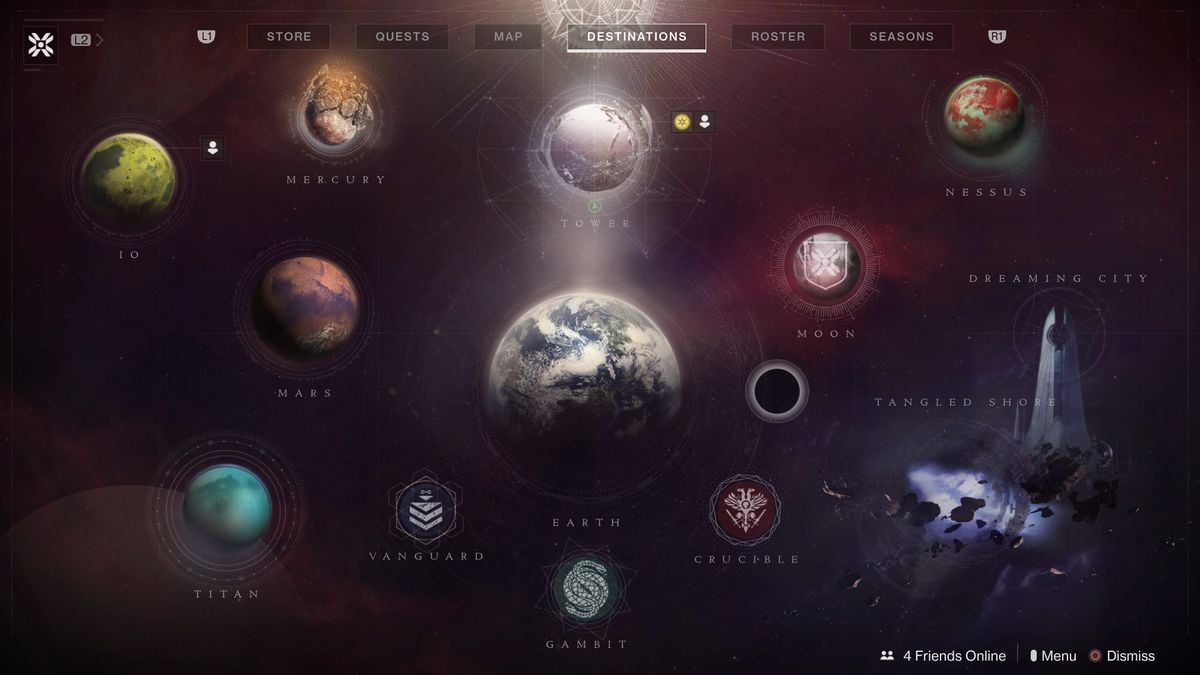 L2
L1
STORE
QUESTS
MAP
DESTINATIONS
ROSTER
SEASONS
R1
MERCURY
NESSUS
TOWER
IO
DREAMING CITY
MOON
MARS
TANGLED SHORE
EARTH
VANGUARD
CRUCIBLE
TITAN
GAMBIT
4 Friends Online
Menu
Dismiss